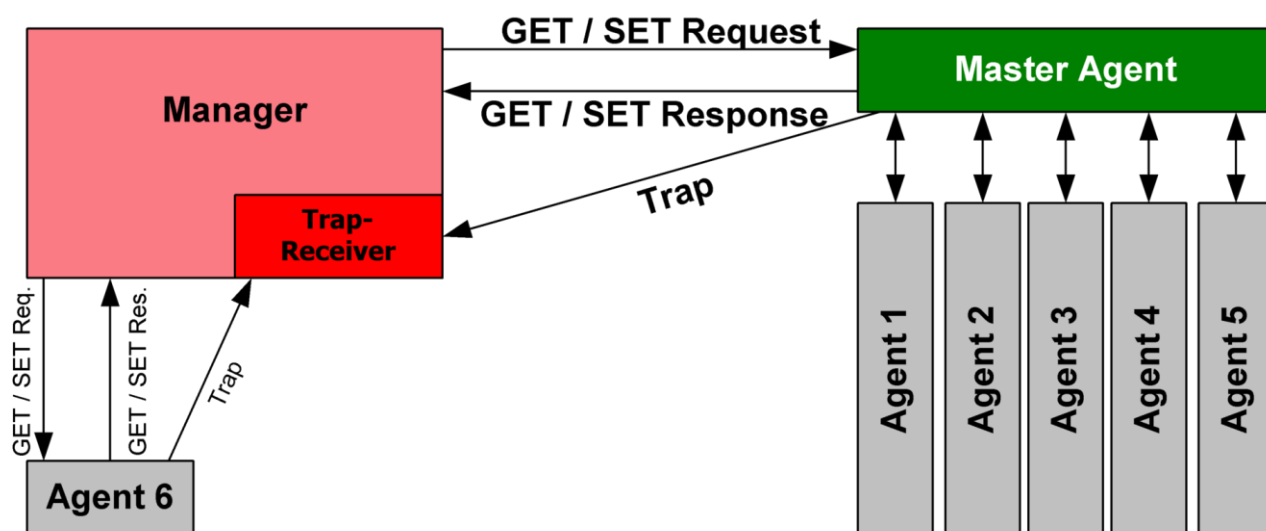 GET / SET Request
Master Agent
Manager
GET / SET Response
Trap
Trap-
Receiver
GET / SET Req.
GET / SET Res.
Trap
Agent 1
Agent 2
Agent 3
Agent 4
Agent 5
Agent 6